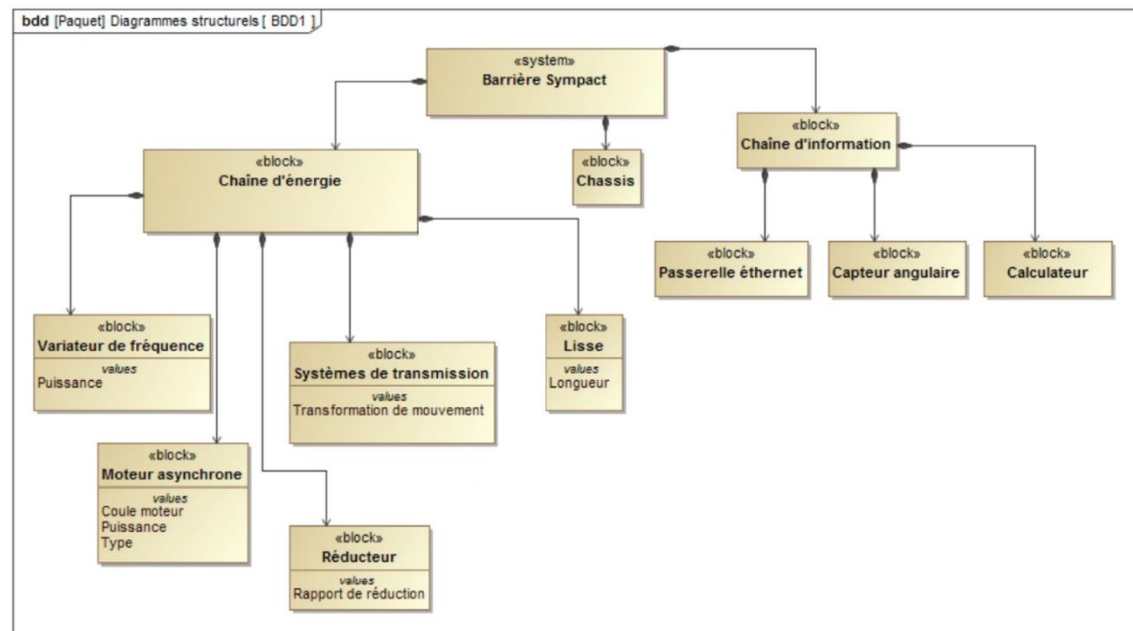 bdd [Paquet] Diagrammes structurels [ BDD1 ]
«system»
Barrière Sympact
«block»
Chaîne d'information
«block»
Chaîne d'énergie
«block»
Chassis
«block»
Passerelle éthernet
«block»
Capteur angulaire
«block»
Calculateur
«block»
Variateur de fréquence
values
Puissance
«block»
Systèmes de transmission
values
Transformation de mouvement
«block»
Lisse
values
Longueur
«block»
Moteur asynchrone
values
Coule moteur
Puissance
Type
«block»
Réducteur
values
Rapport de réduction